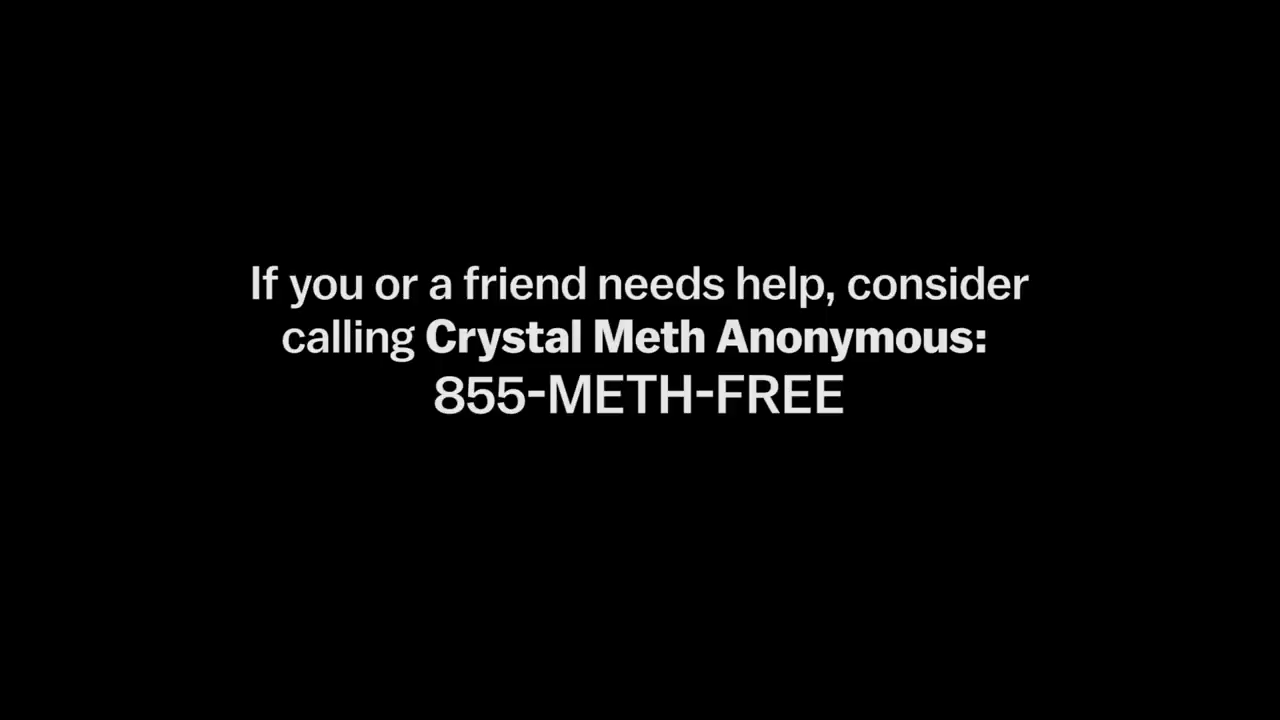 If you or a friend needs help, consider
calling Crystal Meth Anonymous:
855-METH-FREE